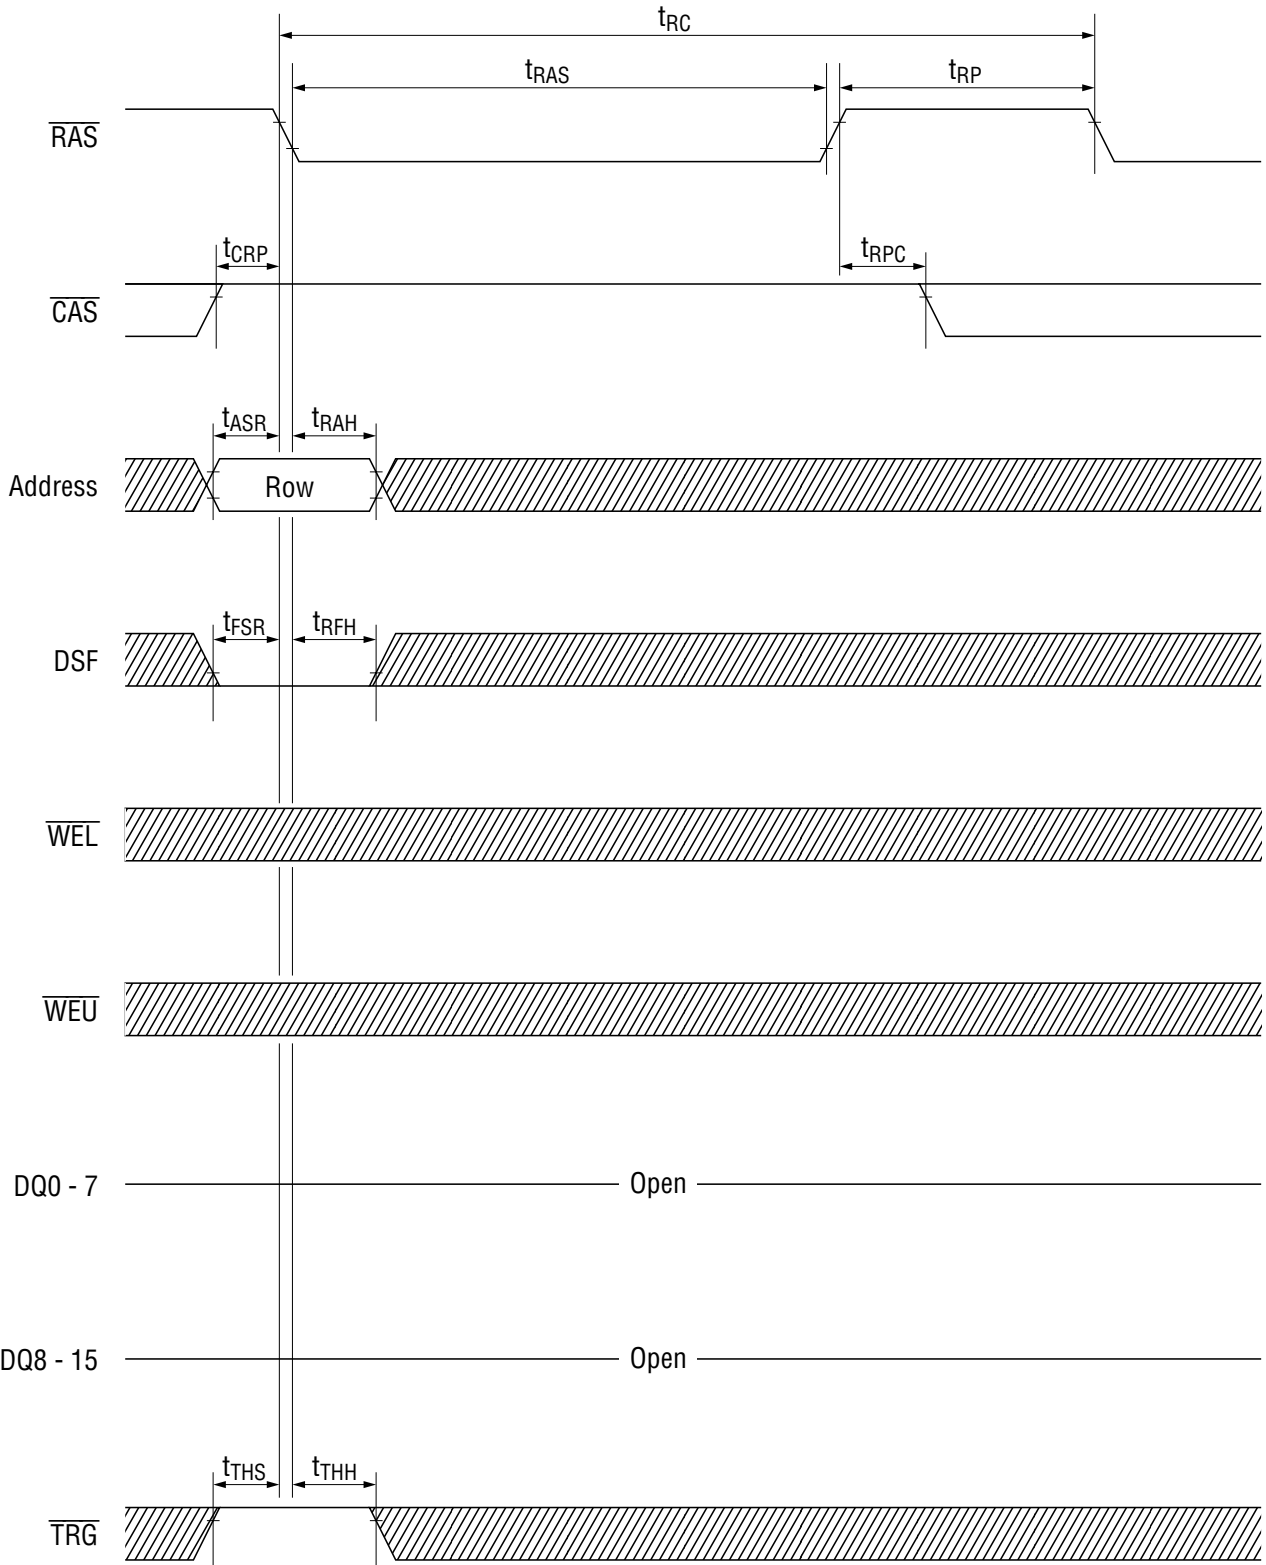 tRC
tRAS
tRP
RAS
tCRP
tRPC
CAS
tASR
tRAH
Address
Row
tFSR
tRFH
DSF
WEL
WEU
DQ0 - 7
Open
DQ8 - 15
Open
tTHS
tTHH
TRG